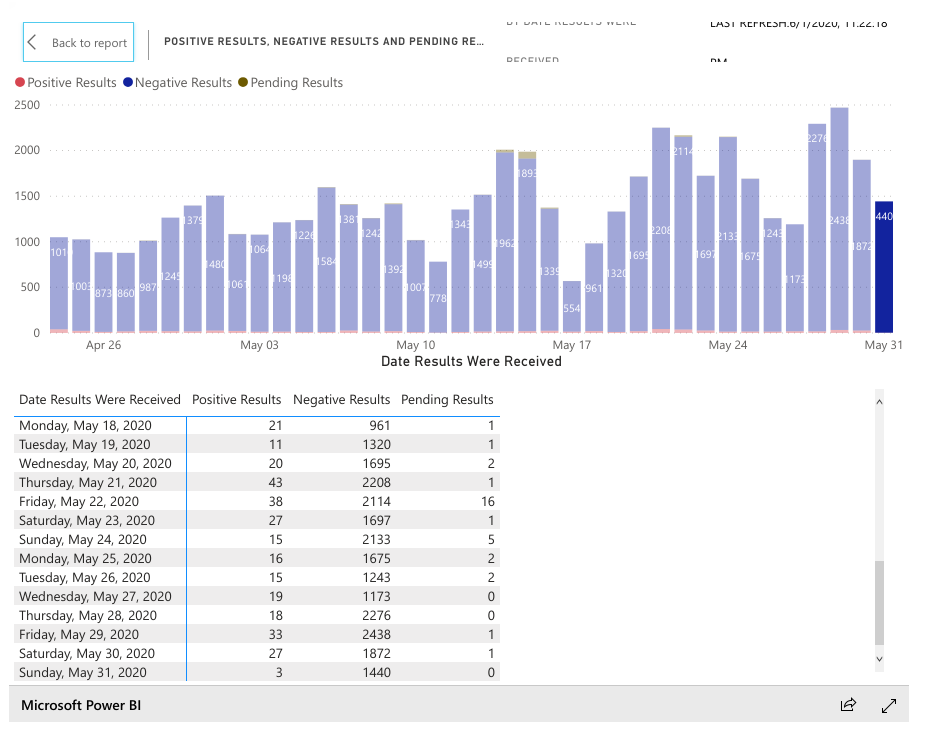 BY DATE RESULTS WERE
RECEIVED
LAST REFRESH:6/1/2020, 11:22:18
PM
Back to report
POSITIVE RESULTS, NEGATIVE RESULTS AND PENDING RE...
Positive Results Negative Results Pending Results
2500
2000
1500
1000
500
0
101 1003 873 860 987 1245 1379 1480 1061 1064 1198 1226 1584 1381 1242 1392 1007 778 1343 1499 1962 1893 1339 554 961 1320 1695 2208 2114 1697 2133 1675 1243 1173 2276 2438 1872 440
Apr 26 May 03 May 10 May 17 May 24 May 31
Date Results Were Received
Date Results Were Received Positive Results Negative Results Pending Results
Monday, May 18, 2020 21 961 1
Tuesday, May 19, 2020 11 1320 1
Wednesday, May 20, 2020 20 1695 2
Thursday, May 21, 2020 43 2208 1
Friday, May 22, 2020 38 2114 16
Saturday, May 23, 2020 27 1697 1
Sunday, May 24, 2020 15 2133 5
Monday, May 25, 2020 16 1675 2
Tuesday, May 26, 2020 15 1243 2
Wednesday, May 27, 2020 19 1173 0
Thursday, May 28, 2020 18 2276 0
Friday, May 29, 2020 33 2438 1
Saturday, May 30, 2020 27 1872 1
Sunday, May 31, 2020 3 1440 0
Microsoft Power BI